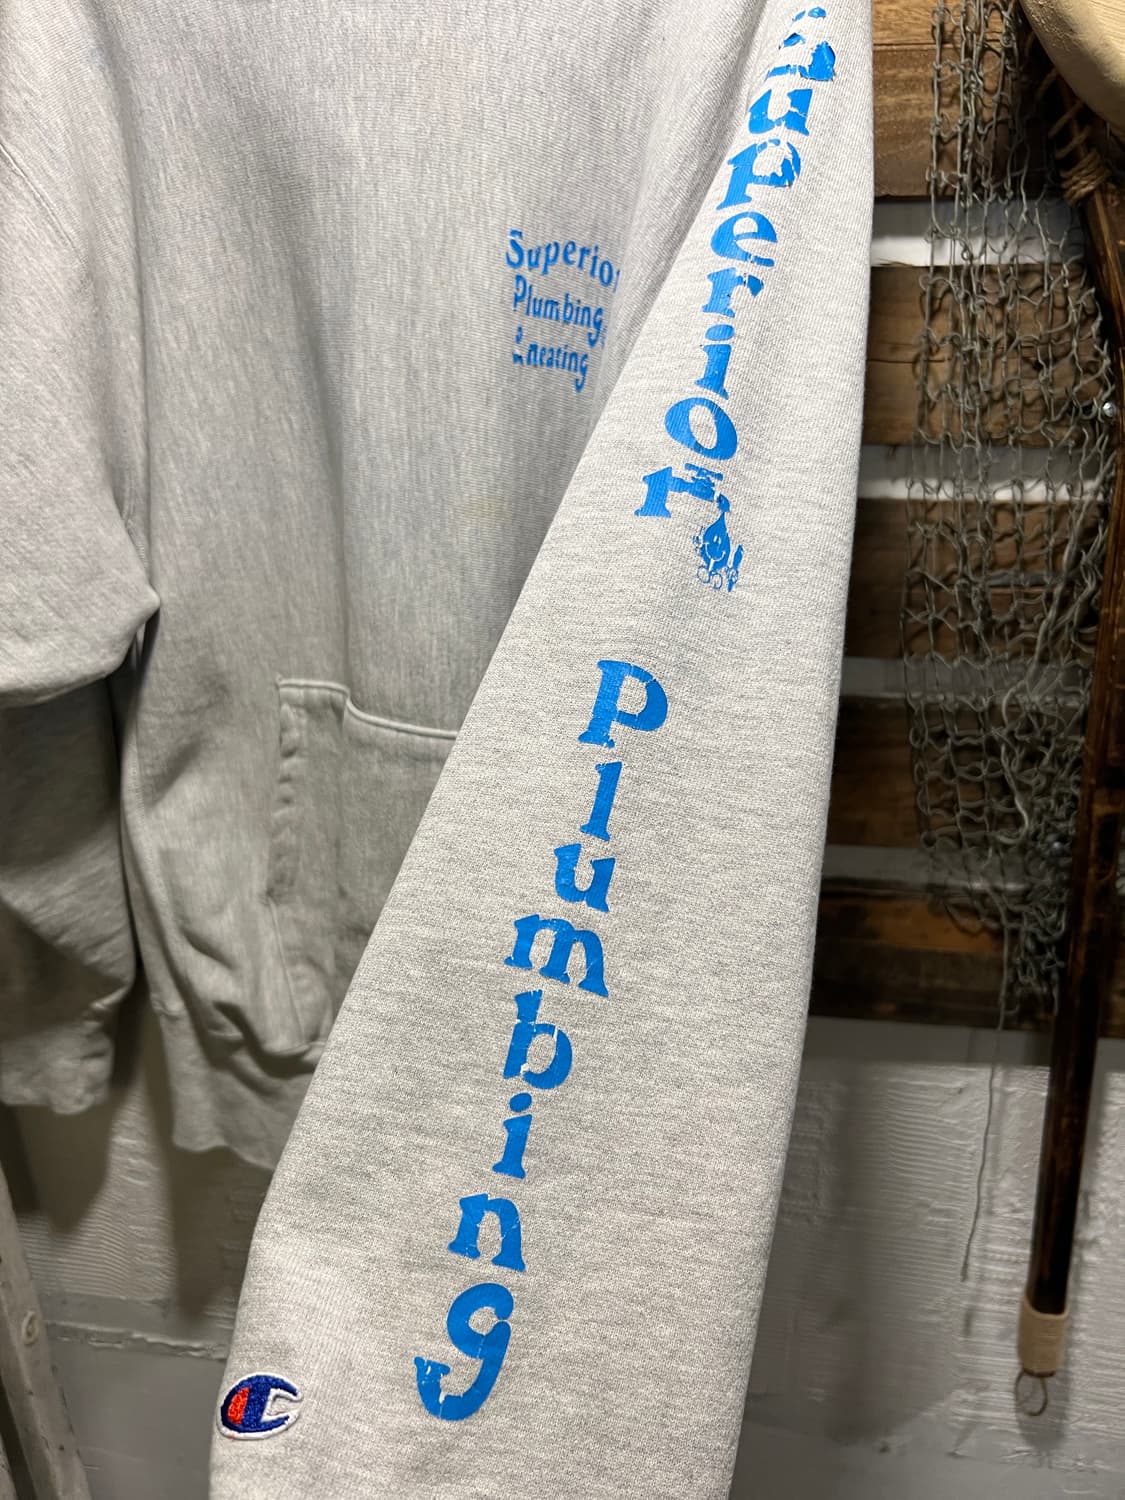 Superior
Plumbing
& Heating
Superior
Plumbing
C